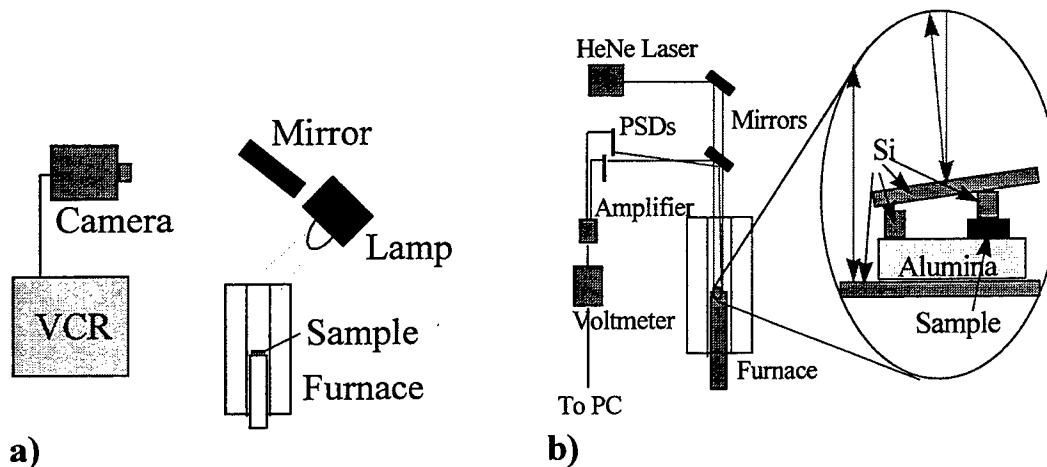 Mirror
Camera
Lamp
VCR
Sample
Furnace
a)
HeNe Laser
PSDs
Mirrors
Amplifier
Voltmeter
Furnace
To PC
Si
Alumina
Sample
b)